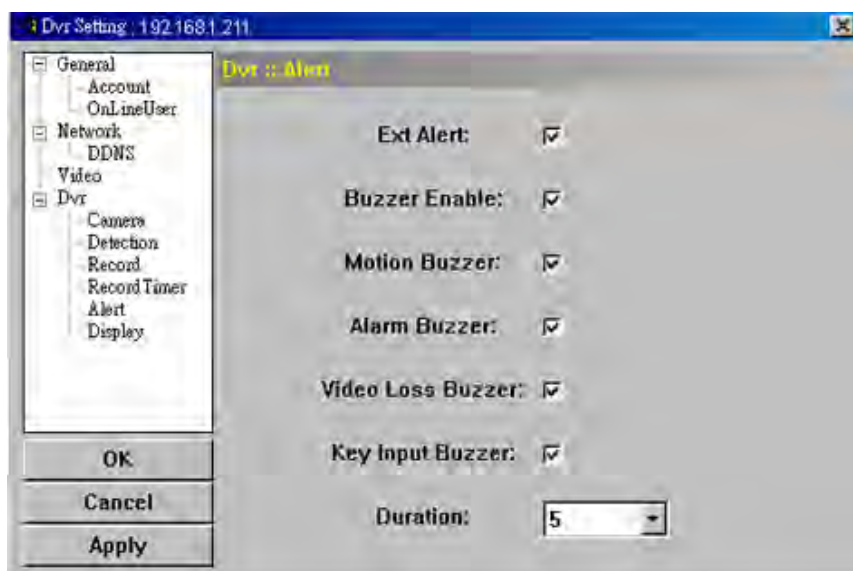 Dvr Setting : 192.168.1.211
General
Account
OnLineUser
Network
DDNS
Video
Dvr
Camera
Detection
Record
Record Timer
Alert
Display
OK
Cancel
Apply
Dvr :: Alert
Ext Alert:
Buzzer Enable:
Motion Buzzer:
Alarm Buzzer:
Video Loss Buzzer:
Key Input Buzzer:
Duration: 5